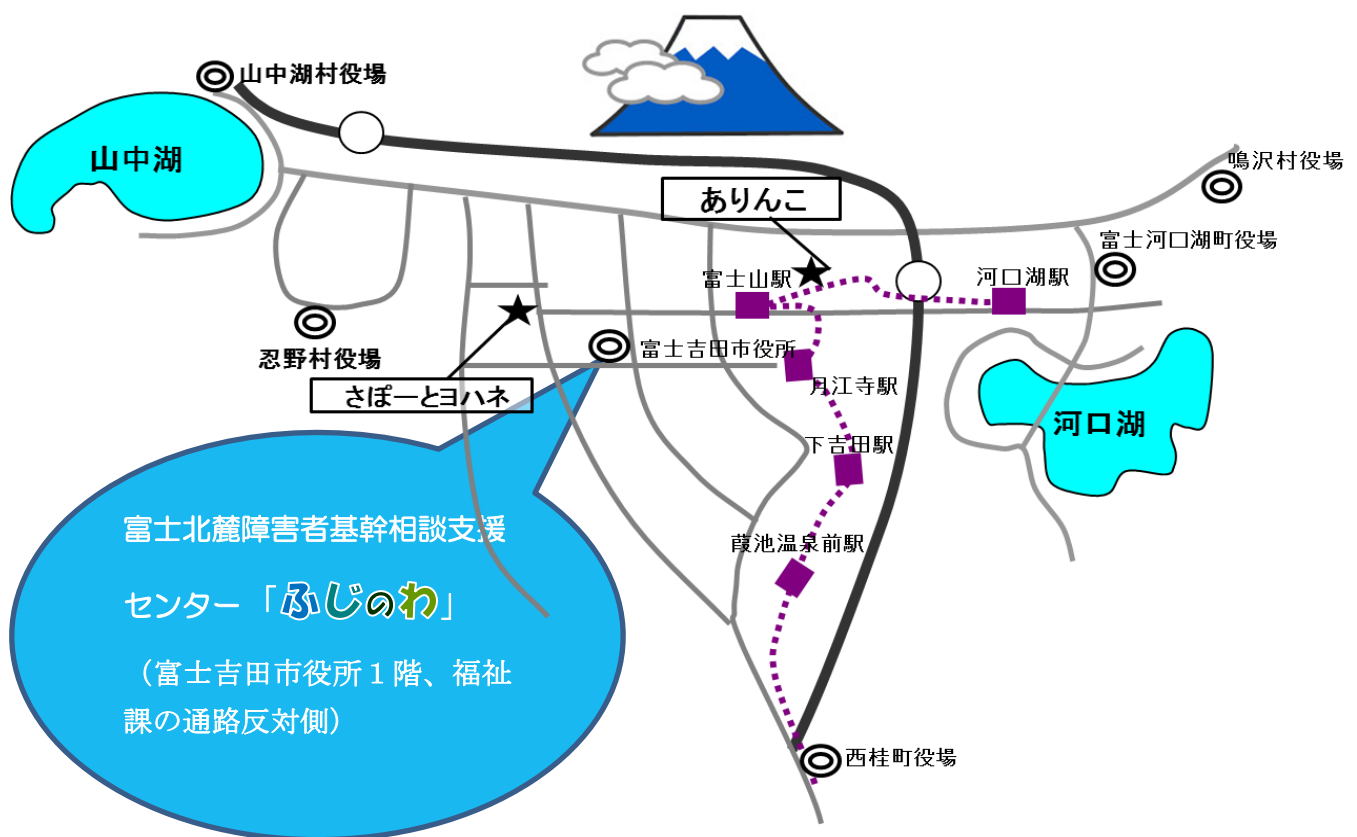 山中湖村役場
山中湖
鳴沢村役場
ありんこ
富士河口湖町役場
富士山駅
河口湖駅
忍野村役場
富士吉田市役所
さぽーとヨハネ
月江寺駅
河口湖
下吉田駅
富士北麓障害者基幹相談支援
センター「ふじのわ」
(富士吉田市役所１階、福祉
課の通路反対側)
葭池温泉前駅
西桂町役場